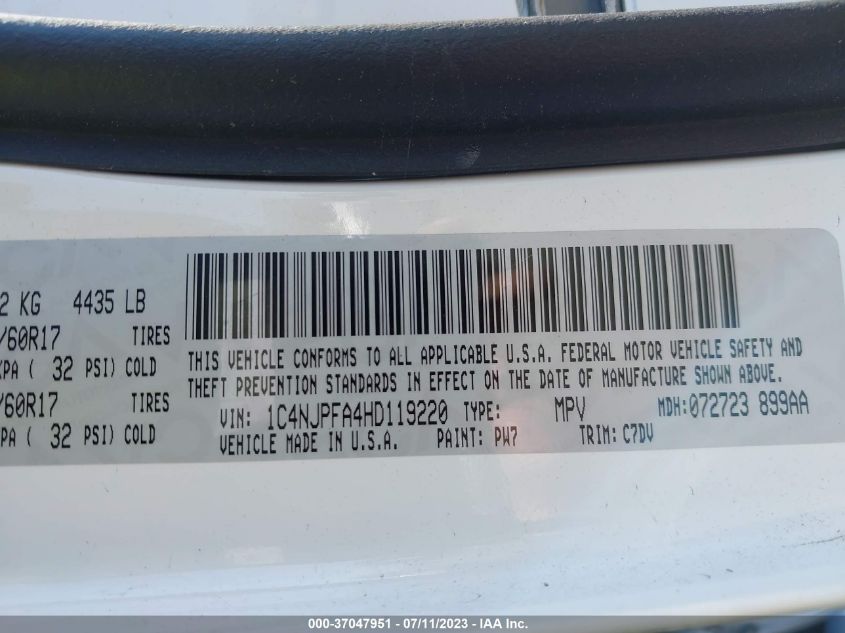 2 KG 4435 LB
/60R17 TIRES
KPA ( 32 PSI) COLD
/60R17 TIRES
PA ( 32 PSI) COLD
THIS VEHICLE CONFORMS TO ALL APPLICABLE U.S.A. FEDERAL MOTOR VEHICLE SAFETY AND
THEFT PREVENTION STANDARDS IN EFFECT ON THE DATE OF MANUFACTURE SHOWN ABOVE.
VIN: 1C4NJPFA4HD119220 TYPE: MPV MDH:072723 899AA
VEHICLE MADE IN U.S.A. PAINT: PW7 TRIM: C7DV
000-37047951 - 07/11/2023 - IAA Inc.